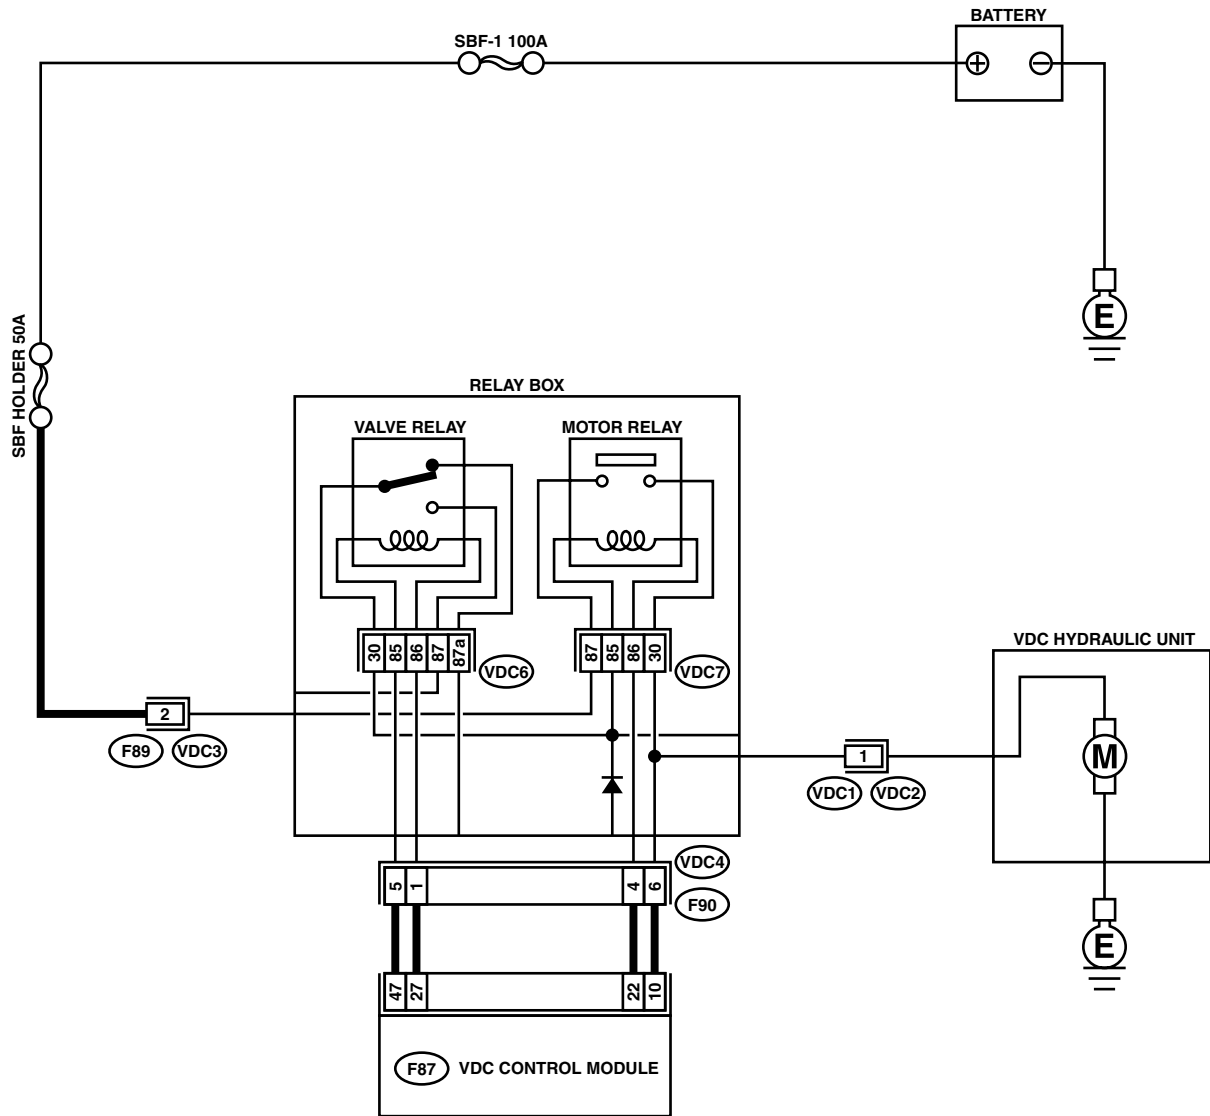 BATTERY
SBF-1 100A
+ −
E
SBF HOLDER 50A
RELAY BOX
VALVE RELAY
MOTOR RELAY
30 85 86 87 87a
VDC6
87 85 86 30
VDC7
VDC HYDRAULIC UNIT
2
F89 VDC3
1
VDC1 VDC2
M
VDC4
5 1 4 6
F90
E
47 27 22 10
F87 VDC CONTROL MODULE